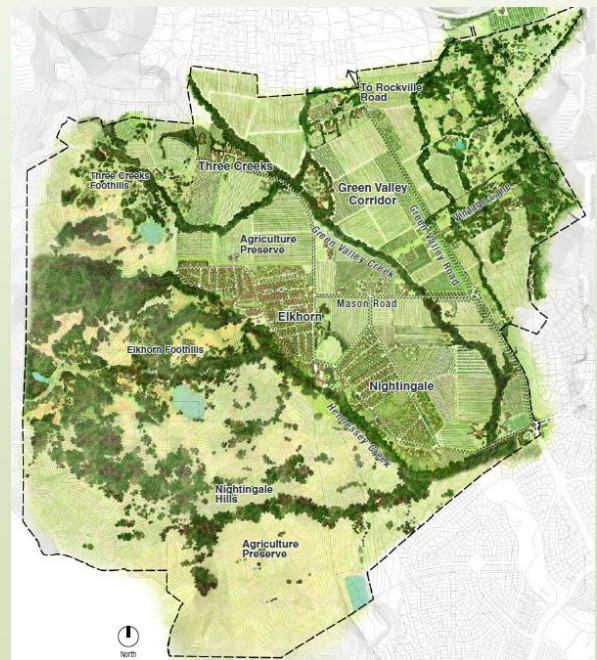 To Rockville
Road
Three Creeks
Three Creeks
Foothills
Green Valley
Corridor
Vintage Lane
Green Valley Road
Agriculture
Preserve
Green Valley Creek
Mason Road
Elkhorn
Elkhorn Foothills
Nightingale
Hennessey Creek
Nightingale
Hills
Agriculture
Preserve
North